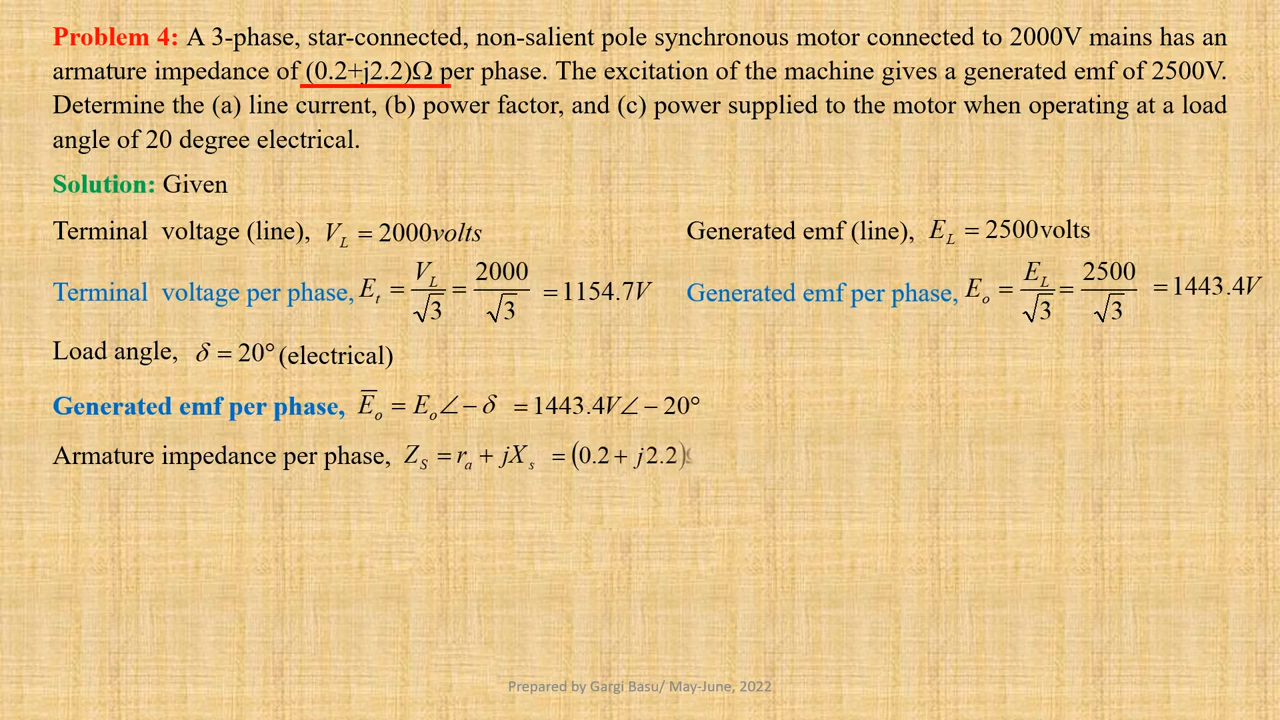 Problem 4: A 3-phase, star-connected, non-salient pole synchronous motor connected to 2000V mains has an
armature impedance of (0.2+j2.2)Ω per phase. The excitation of the machine gives a generated emf of 2500V.
Determine the (a) line current, (b) power factor, and (c) power supplied to the motor when operating at a load
angle of 20 degree electrical.
Solution: Given
Terminal voltage (line), V_L = 2000volts
Generated emf (line), E_L = 2500volts
Terminal voltage per phase, E_t = V_L/√3 = 2000/√3 = 1154.7V
Generated emf per phase, E_o = E_L/√3 = 2500/√3 = 1443.4V
Load angle, δ = 20° (electrical)
Generated emf per phase, E̅_o = E_o∠−δ = 1443.4V∠−20°
Armature impedance per phase, Z_S = r_a + jX_s = (0.2 + j2.2)
Prepared by Gargi Basu/ May-June, 2022